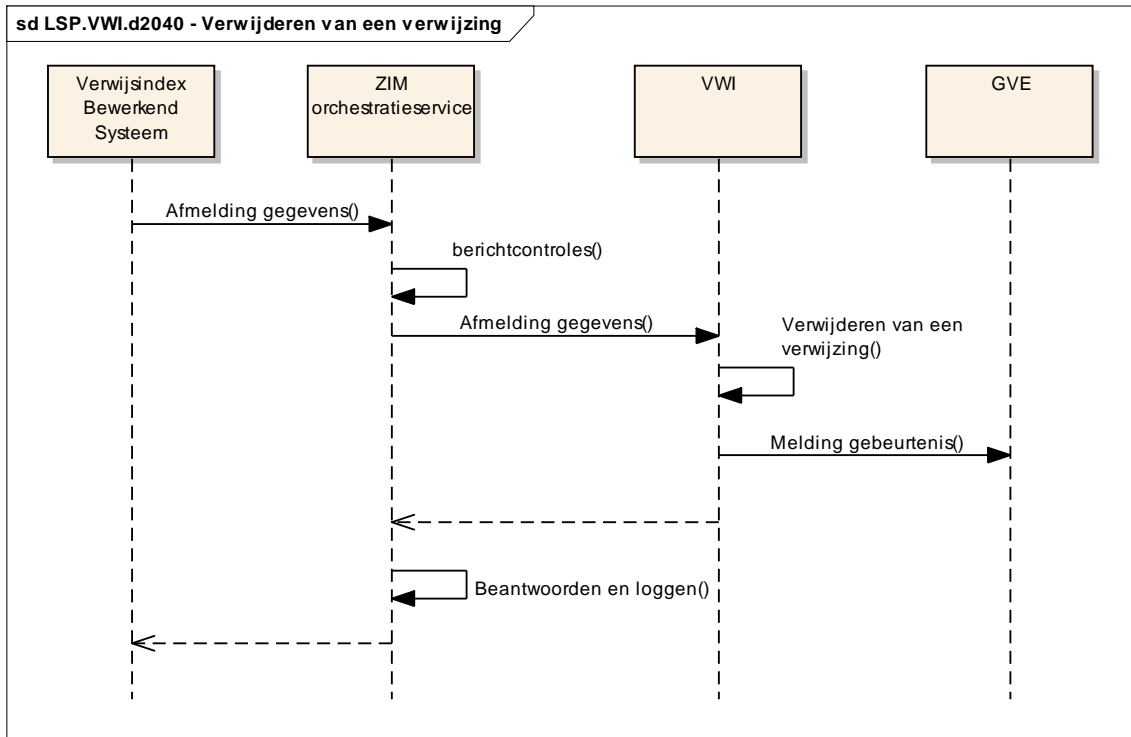 sd LSP.VWI.d2040 - Verwijderen van een verwijzing
Verwijsindex
Bewerkend
Systeem
ZIM
orchestratieservice
VWI
GVE
Afmelding gegevens()
berichtcontroles()
Afmelding gegevens()
Verwijderen van een
verwijzing()
Melding gebeurtenis()
Beantwoorden en loggen()